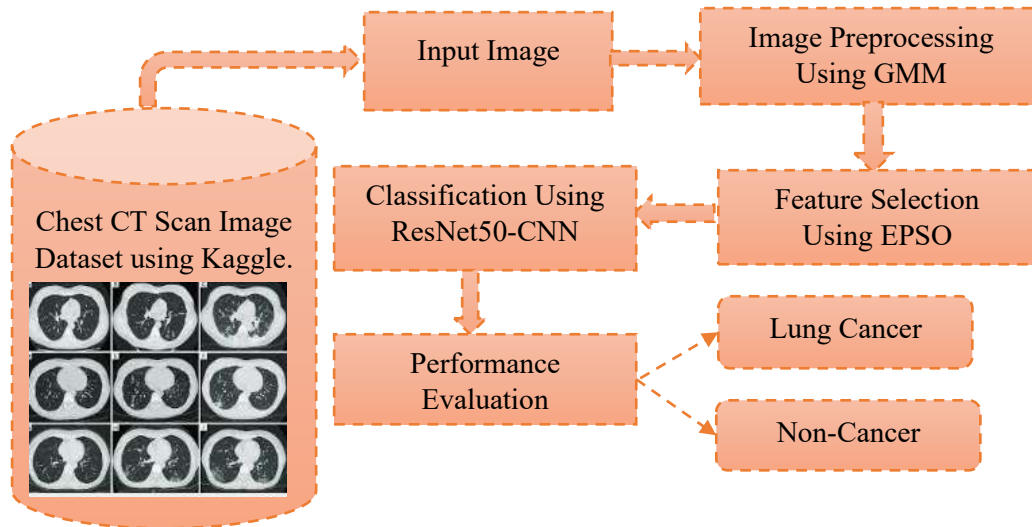 Input Image
Image Preprocessing
Using GMM
Chest CT Scan Image
Dataset using Kaggle.
Classification Using
ResNet50-CNN
Feature Selection
Using EPSO
Performance
Evaluation
Lung Cancer
Non-Cancer